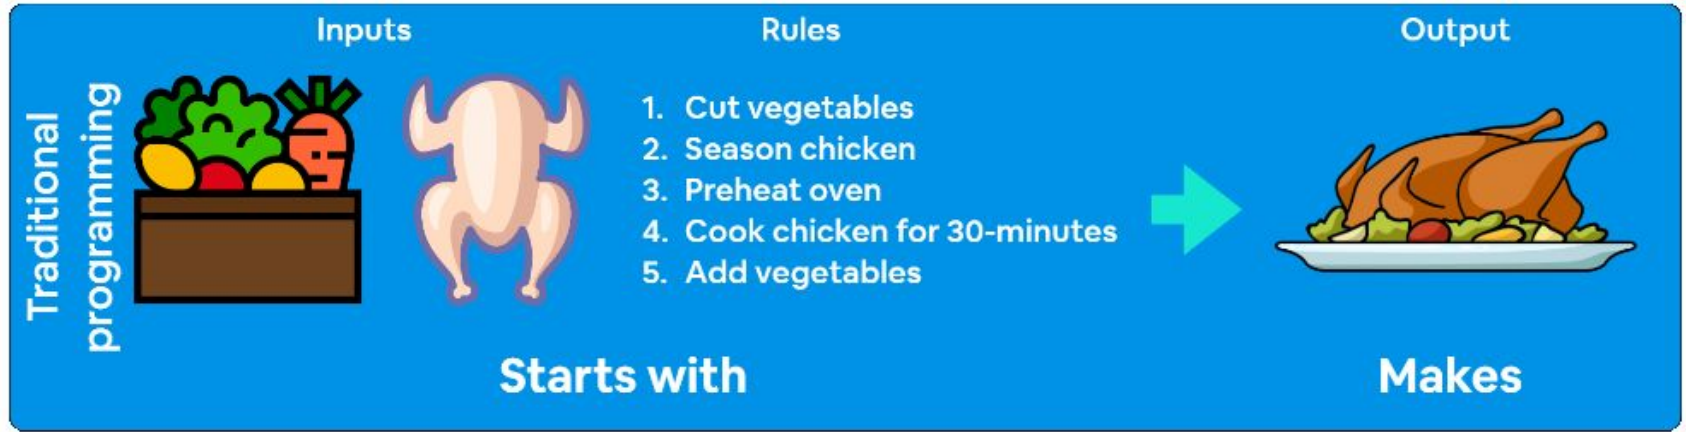 Inputs
Rules
Output
Traditional
programming
1. Cut vegetables
2. Season chicken
3. Preheat oven
4. Cook chicken for 30-minutes
5. Add vegetables
Starts with
Makes